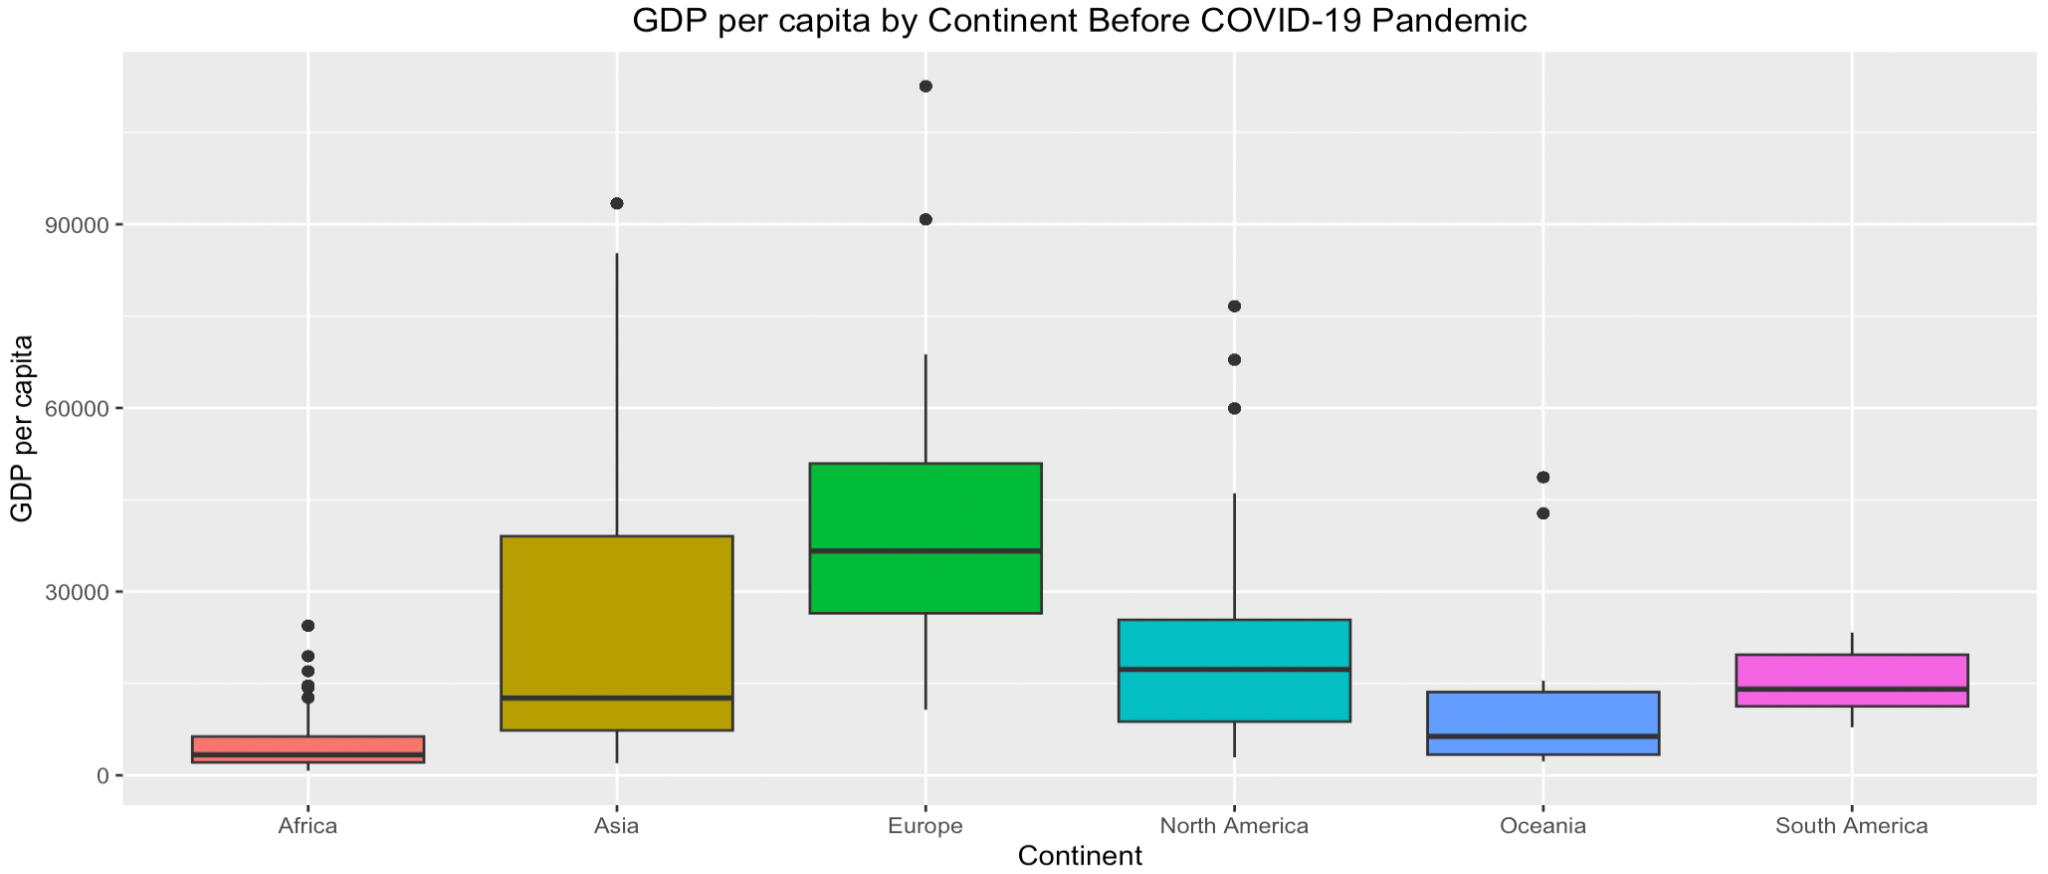 GDP per capita by Continent Before COVID-19 Pandemic
GDP per capita
90000
60000
30000
0
Africa Asia Europe North America Oceania South America
Continent